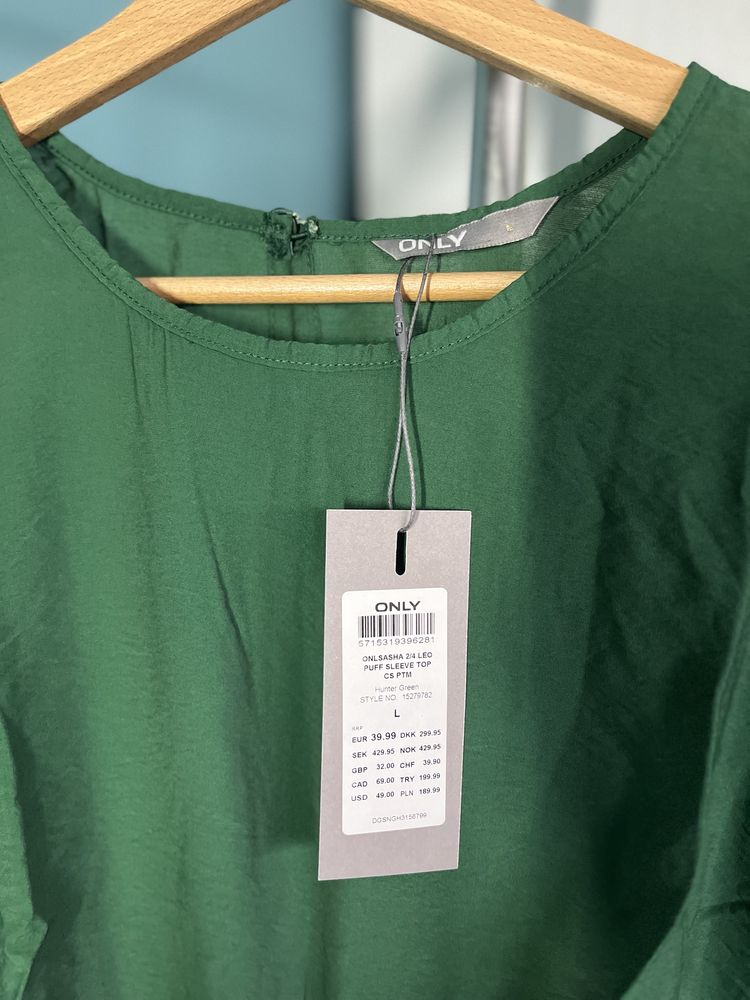 ONLY
ONLY
5715319396281
ONLSASHA 2/4 LEO
PUFF SLEEVE TOP
CS PTM
Hunter Green
STYLE NO. 15279782
L
RRP
EUR 39.99 DKK 299.95
SEK 429.95 NOK 429.95
GBP 32.00 CHF 39.90
CAD 69.00 TRY 199.99
USD 49.00 PLN 189.99
DGSNGH3156799